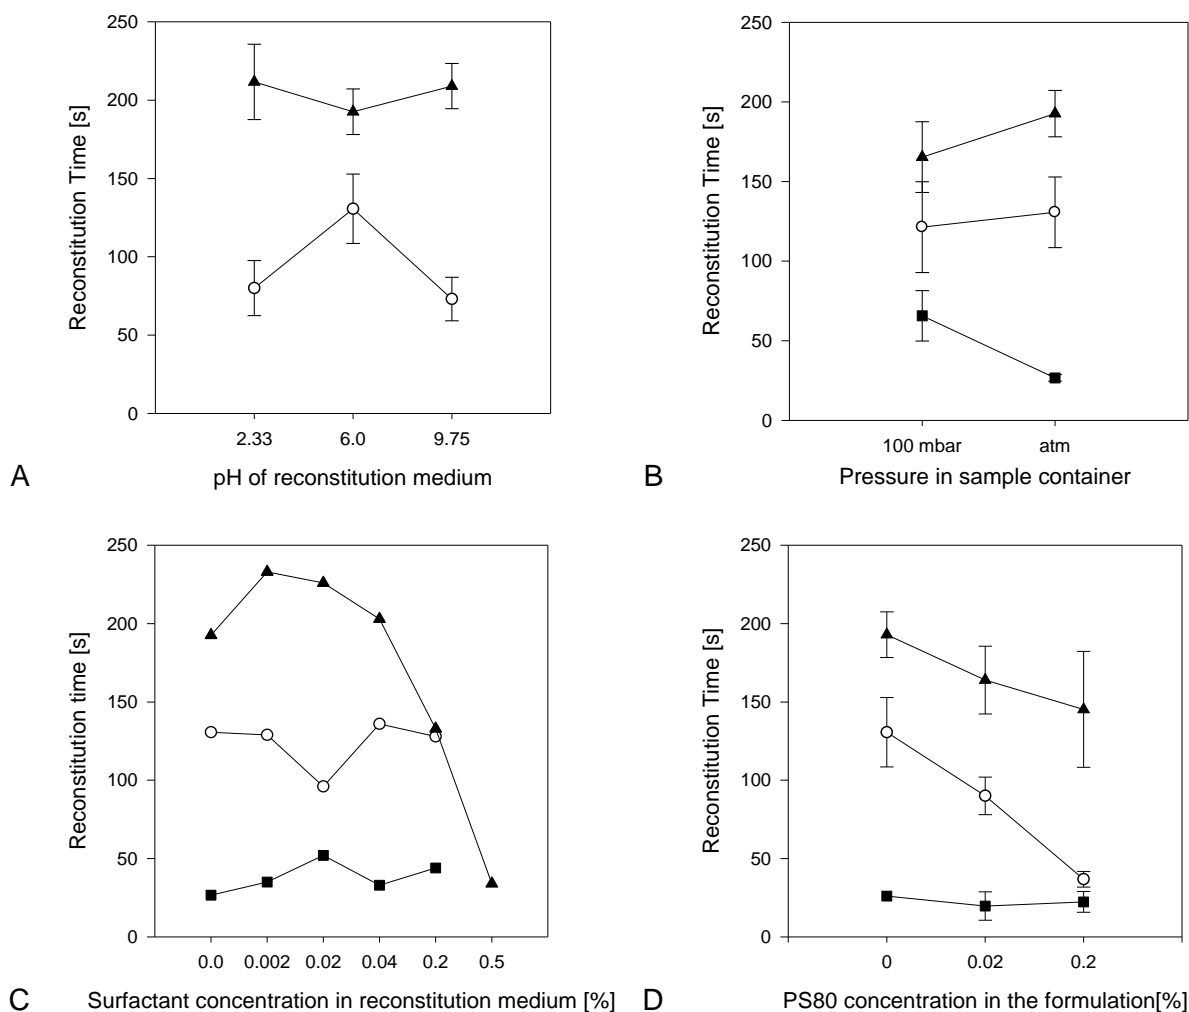 250
200
150
100
50
0
Reconstitution Time [s]
2.33 6.0 9.75
A pH of reconstitution medium
250
200
150
100
50
0
Reconstitution Time [s]
100 mbar atm
B Pressure in sample container
250
200
150
100
50
0
Reconstitution time [s]
0.0 0.002 0.02 0.04 0.2 0.5
C Surfactant concentration in reconstitution medium [%]
250
200
150
100
50
0
Reconstitution Time [s]
0 0.02 0.2
D PS80 concentration in the formulation[%]